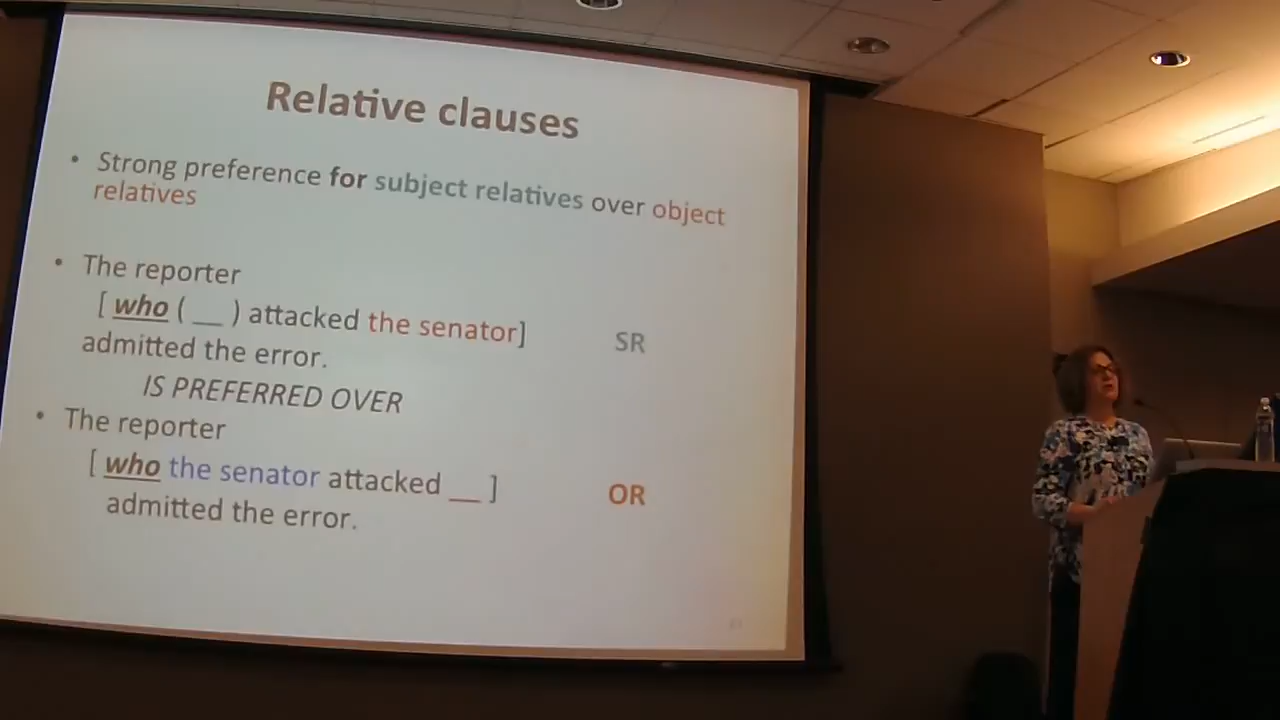 Relative clauses
• Strong preference for subject relatives over object
relatives
• The reporter
[ who ( __ ) attacked the senator] SR
admitted the error.
IS PREFERRED OVER
• The reporter
[ who the senator attacked __ ] OR
admitted the error.